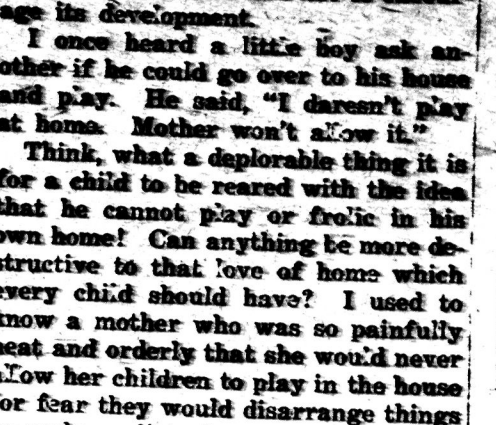 age its development.
I once heard a little boy ask an-
other if he could go over to his house
and play. He said, "I daresn't play
at home. Mother won't allow it."
Think, what a deplorable thing it is
for a child to be reared with the idea
that he cannot play or frolic in his
own home! Can anything be more de-
structive to that love of home which
every child should have? I used to
know a mother who was so painfully
neat and orderly that she would never
allow her children to play in the house
for fear they would disarrange things